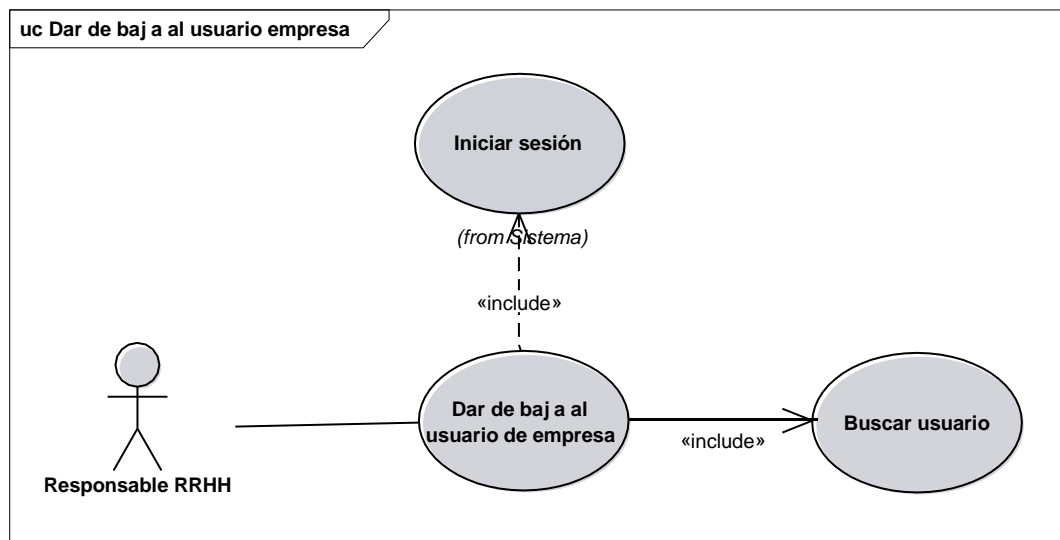 uc Dar de baj a al usuario empresa
Iniciar sesión
(from Sistema)
«include»
Dar de baj a al
usuario de empresa
«include»
Buscar usuario
Responsable RRHH